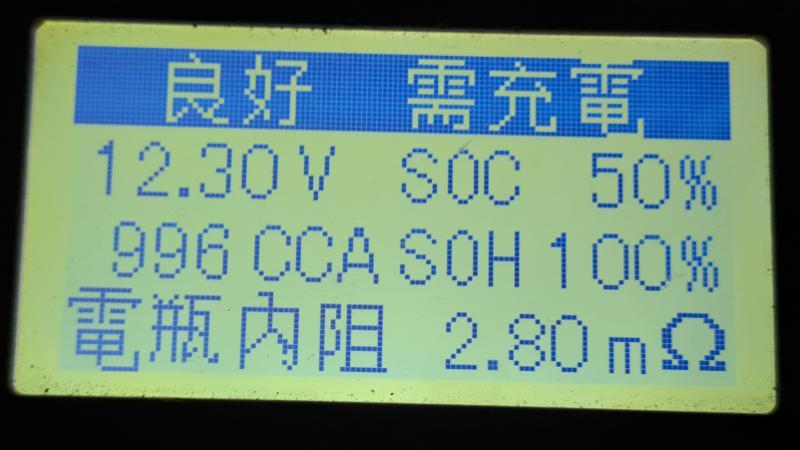 良好 需充電
12.30V SOC 50%
996 CCA SOH 100%
電瓶內阻 2.80mΩ